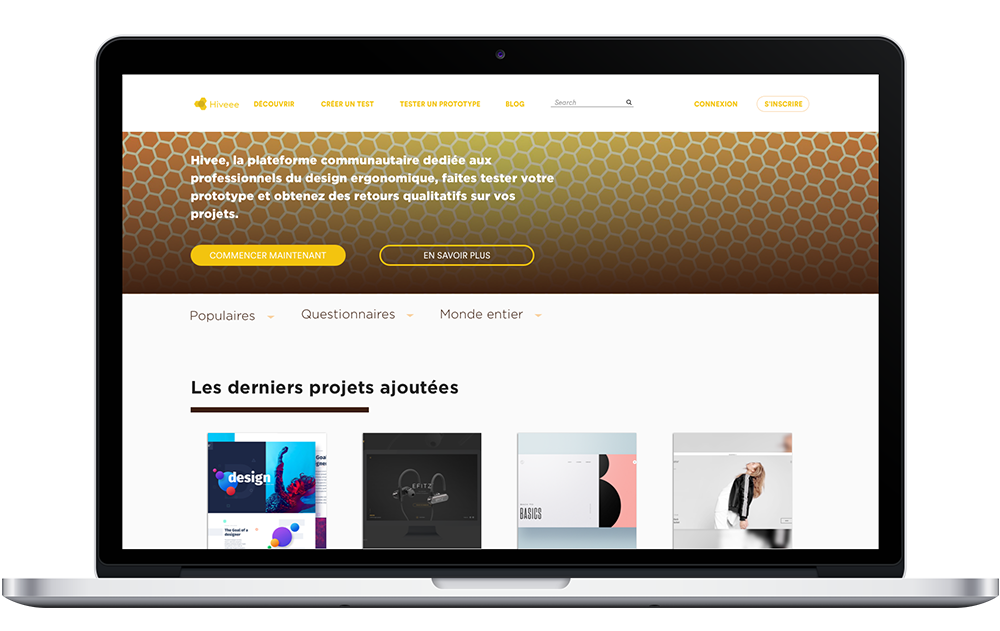 Hiveee
DÉCOUVRIR
CRÉER UN TEST
TESTER UN PROTOTYPE
BLOG
Search
CONNEXION
S'INSCRIRE
Hivee, la plateforme communautaire dediée aux
professionnels du design ergonomique, faites tester votre
prototype et obtenez des retours qualitatifs sur vos
projets.
COMMENCER MAINTENANT
EN SAVOIR PLUS
Populaires
Questionnaires
Monde entier
Les derniers projets ajoutées
design
The Goal of a
designer
EFITZ
BASICS